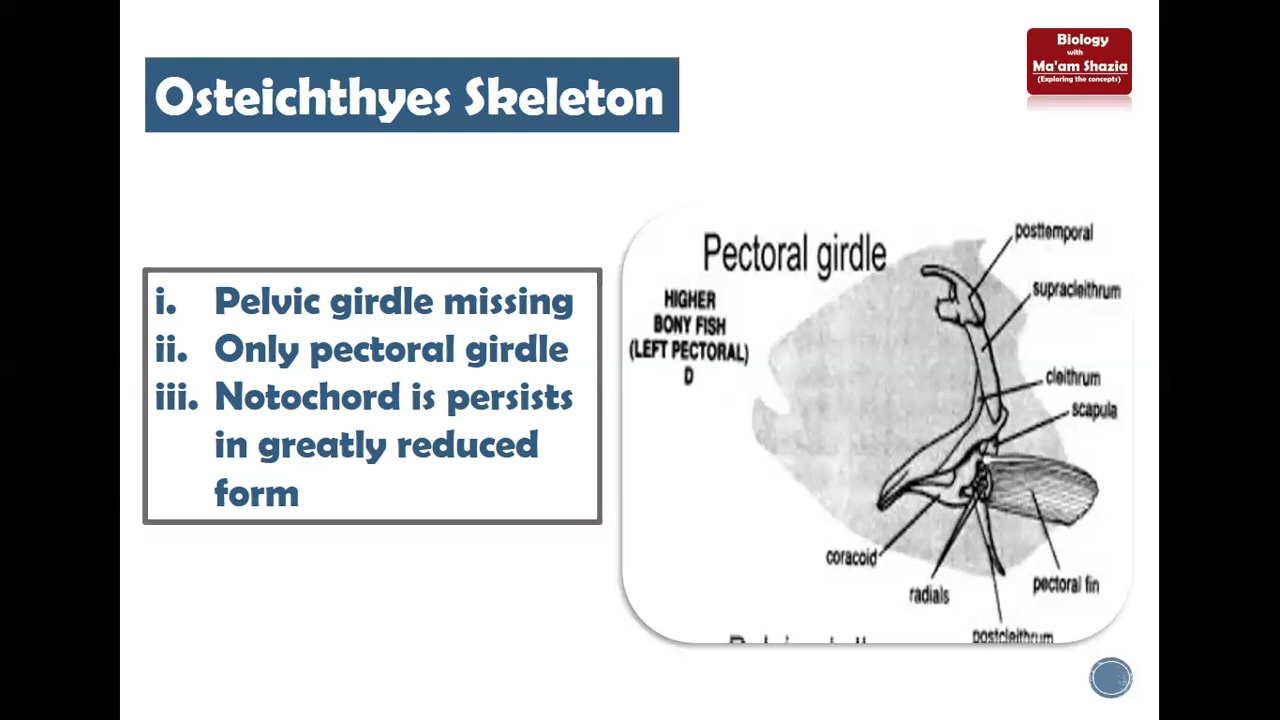 Biology
with
Ma'am Shazia
(Exploring the concepts)
Osteichthyes Skeleton
i. Pelvic girdle missing
ii. Only pectoral girdle
iii. Notochord is persists
in greatly reduced
form
Pectoral girdle
HIGHER
BONY FISH
(LEFT PECTORAL)
D
posttemporal
supracleithrum
cleithrum
scapula
coracoid
radials
pectoral fin
postcleithrum